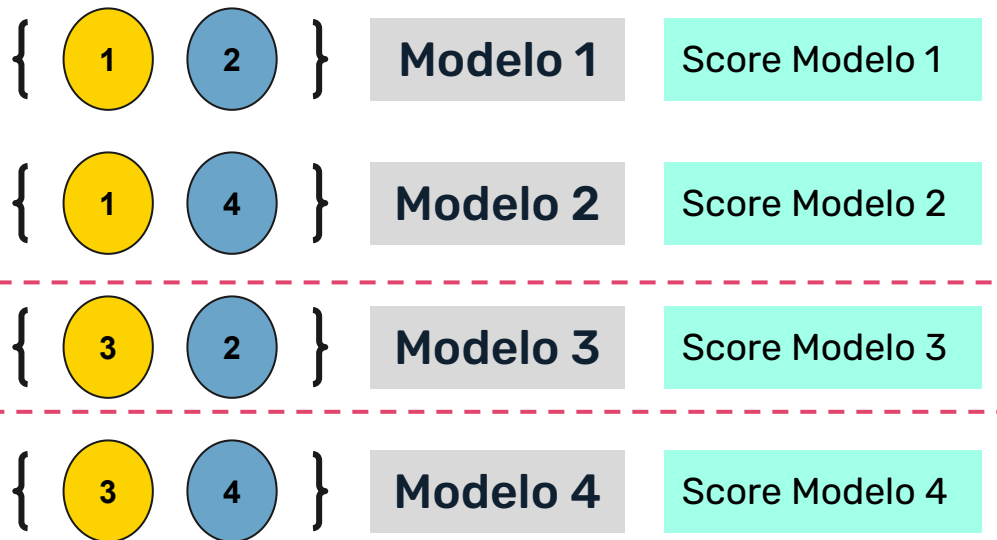 { 1 2 } Modelo 1 Score Modelo 1
{ 1 4 } Modelo 2 Score Modelo 2
{ 3 2 } Modelo 3 Score Modelo 3
{ 3 4 } Modelo 4 Score Modelo 4